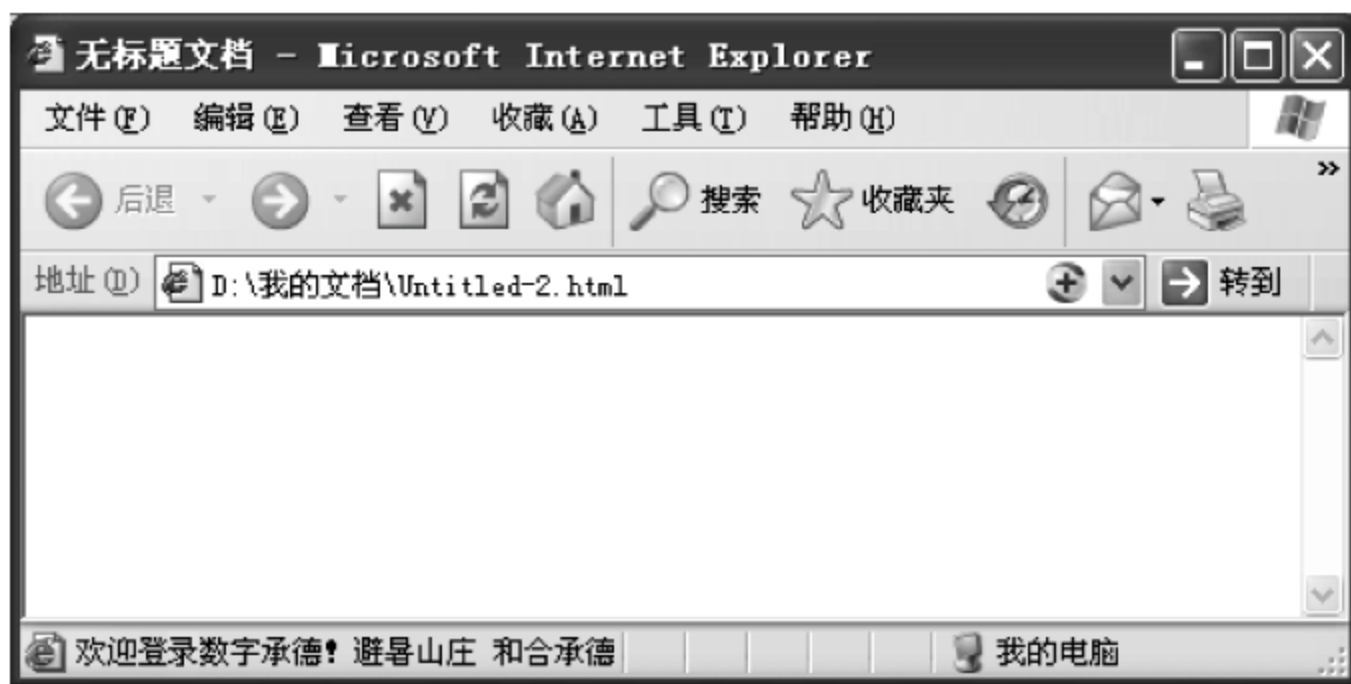 无标题文档 - Microsoft Internet Explorer
文件(F) 编辑(E) 查看(V) 收藏(A) 工具(T) 帮助(H)
后退 搜索 收藏夹 »
地址(D) D:\我的文档\Untitled-2.html 转到
欢迎登录数字承德! 避暑山庄 和合承德 我的电脑